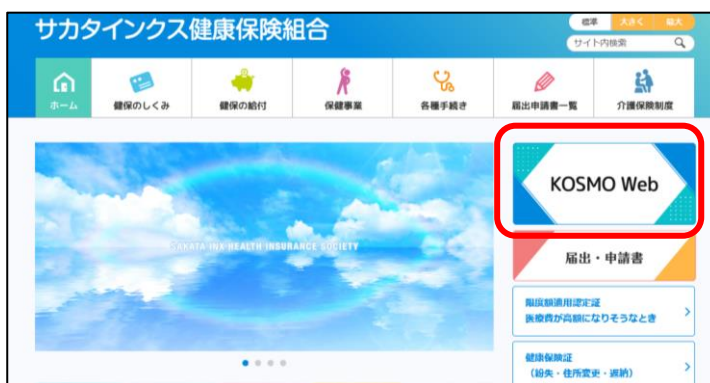 サカタインクス健康保険組合
標準 大きく 最大
サイト内検索
ホーム
健保のしくみ
健保の給付
保健事業
各種手続き
届出申請書一覧
介護保険制度
SAKATA INX HEALTH INSURANCE SOCIETY
KOSMO Web
届出・申請書
限度額適用認定証
医療費が高額になりそうなとき
健康保険証
（紛失・住所変更・返納）